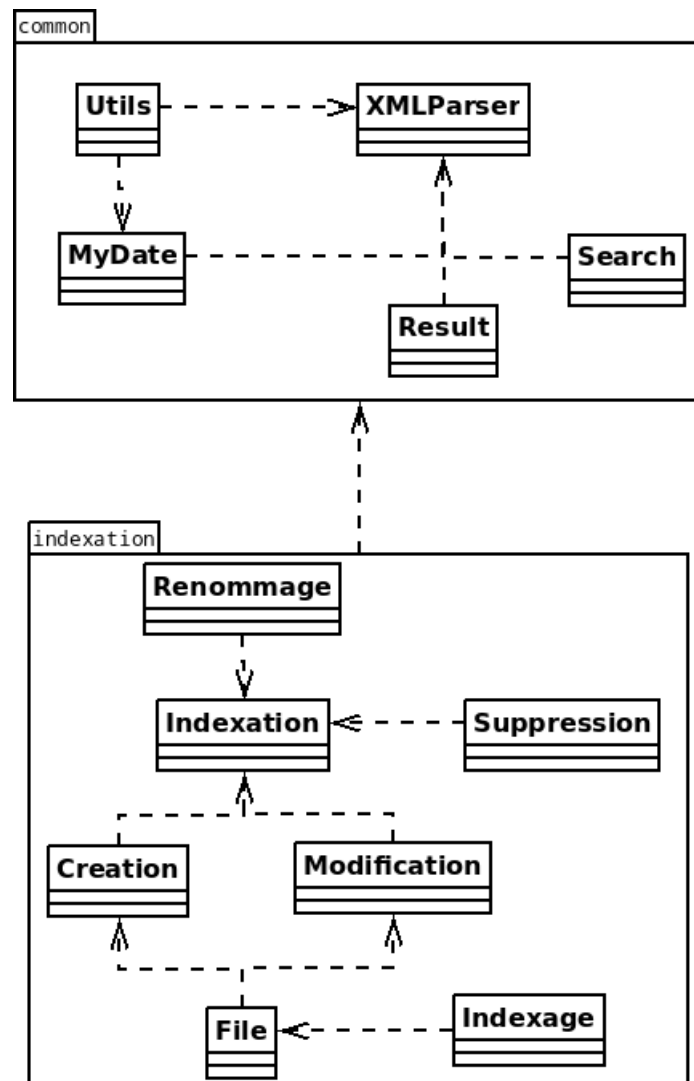 common
Utils
XMLParser
MyDate
Search
Result
indexation
Renommage
Indexation
Suppression
Creation
Modification
File
Indexage